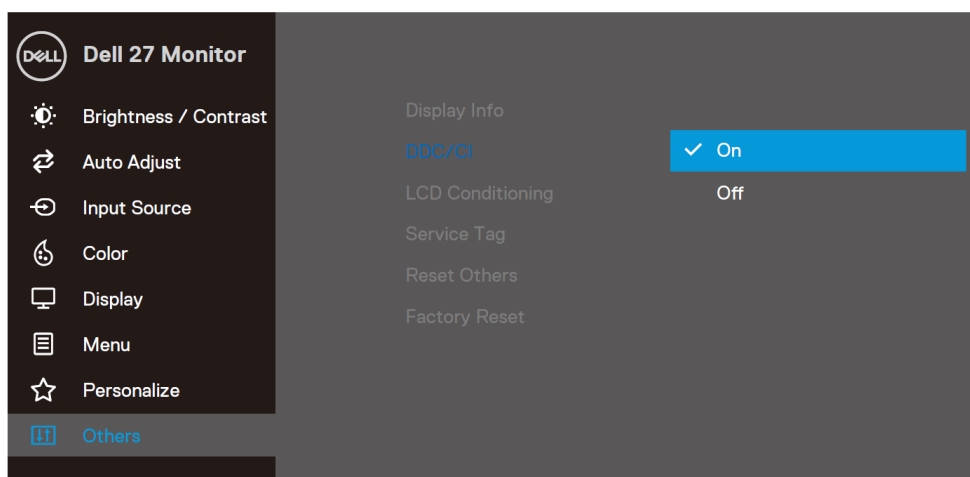 DELL
Dell 27 Monitor
Brightness / Contrast
Auto Adjust
Input Source
Color
Display
Menu
Personalize
Others
Display Info
DDC/CI
LCD Conditioning
Service Tag
Reset Others
Factory Reset
On
Off